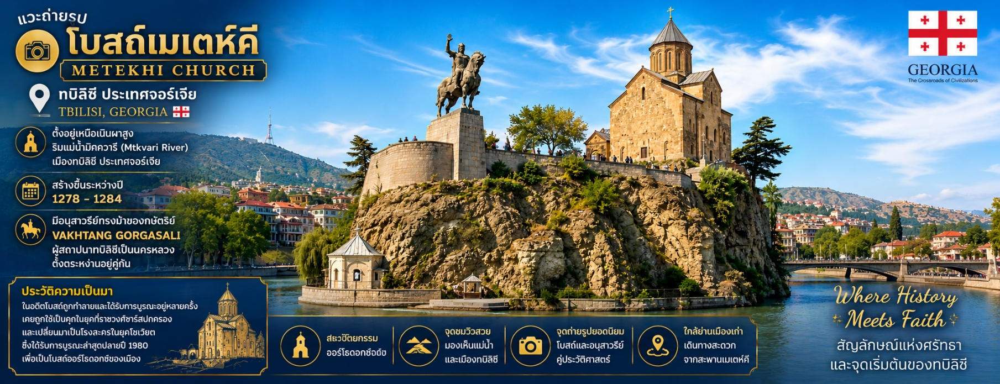 แวะถ่ายรูป
โบสถ์เมเตห์คี
METEKHI CHURCH
ทบิลีซี ประเทศจอร์เจีย
TBILISI, GEORGIA
ตั้งอยู่เหนือเนินผาสูง
ริมแม่น้ำมิคควารี (Mtkvari River)
เมืองทบิลิซี ประเทศจอร์เจีย
สร้างขึ้นระหว่างปี
1278 – 1284
มีอนุสาวรีย์ทรงม้าของกษัตริย์
VAKHTANG GORGASALI
ผู้สถาปนาทบิลิซีเป็นนครหลวง
ตั้งตระหง่านอยู่คู่กัน
ประวัติความเป็นมา
ในอดีตโบสถ์ถูกทำลายและได้รับการบูรณะอยู่หลายครั้ง
เคยถูกใช้เป็นคุกในยุคที่ราชวงศ์ซาร์สปกครอง
และเปลี่ยนมาเป็นโรงละครในยุคโซเวียต
ซึ่งได้รับการบูรณะล่าสุดปลายปี 1980
เพื่อเป็นโบสถ์ออร์โธดอกซ์ของเมือง
จุดชมวิวสวย
มองเห็นแม่น้ำ
และเมืองทบิลิซี
จุดถ่ายรูปยอดนิยม
โบสถ์และอนุสาวรีย์
คู่ประวัติศาสตร์
ใกล้ย่านเมืองเก่า
เดินทางสะดวก
จากสะพานเมเตห์คี
GEORGIA
The Crossroads of Civilizations
Where History
Meets Faith
สัญลักษณ์แห่งศรัทธา
และจุดเริ่มต้นของทบิลิซี